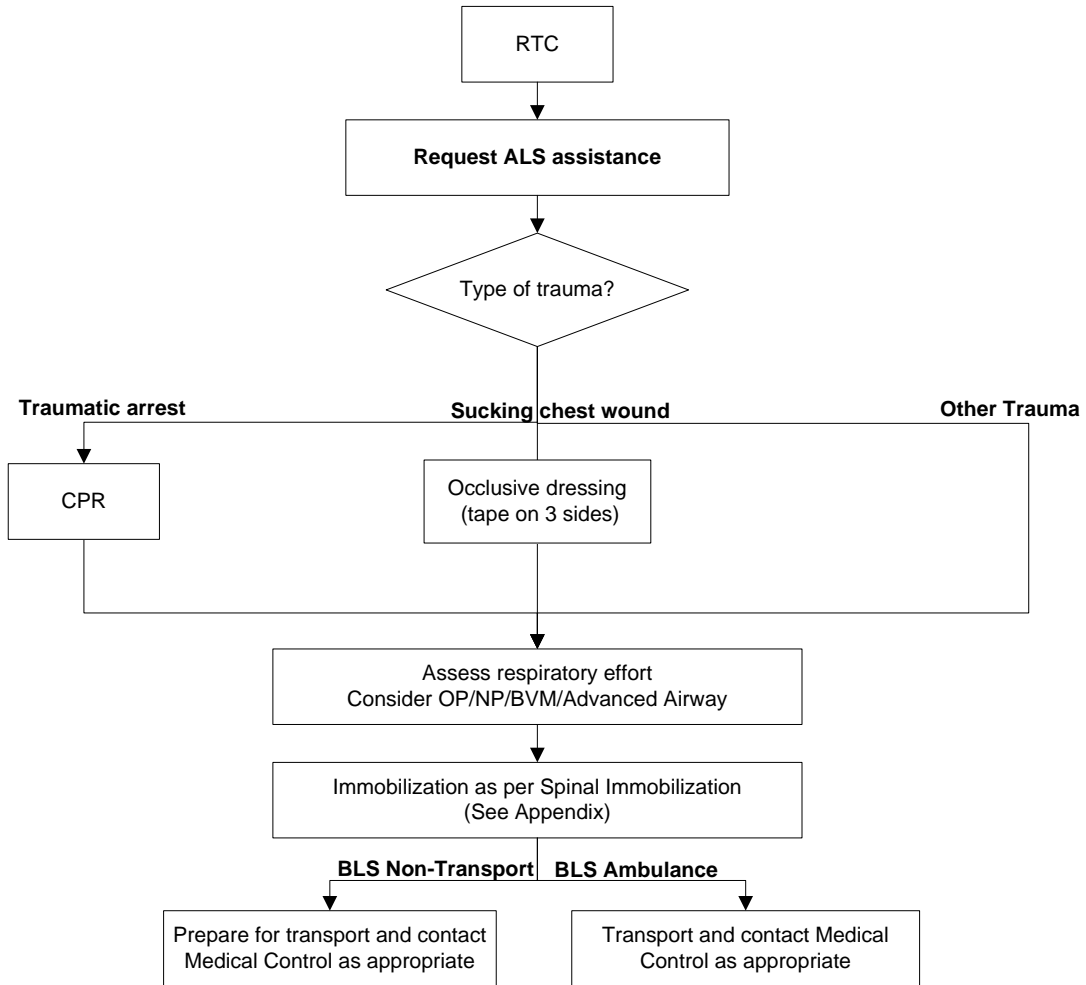 RTC
Request ALS assistance
Type of trauma?
Traumatic arrest
Sucking chest wound
Other Trauma
CPR
Occlusive dressing
(tape on 3 sides)
Assess respiratory effort
Consider OP/NP/BVM/Advanced Airway
Immobilization as per Spinal Immobilization
(See Appendix)
BLS Non-Transport
BLS Ambulance
Prepare for transport and contact
Medical Control as appropriate
Transport and contact Medical
Control as appropriate